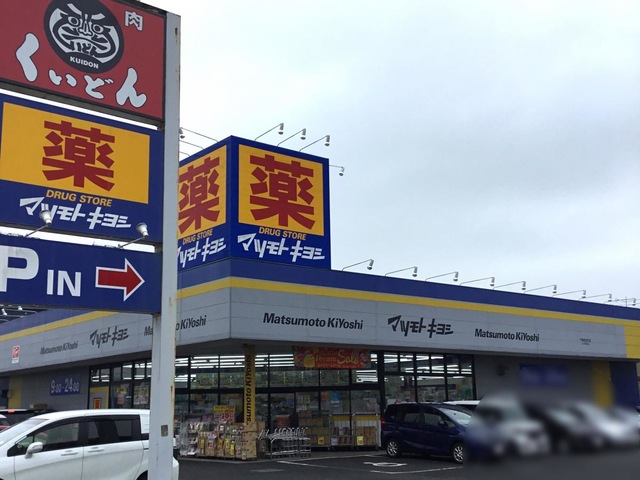 肉
KUIDON
くいどん
薬
DRUG STORE
マツモトキヨシ
P IN
薬
DRUG STORE
マツモトキヨシ
薬
DRUG STORE
マツモトキヨシ
Matsumoto KiYoshi
マツモトキヨシ
Matsumoto KiYoshi
Matsumoto KiYoshi
マツモトキヨシ
Matsumoto KiYoshi
Sale
9:00-24:00